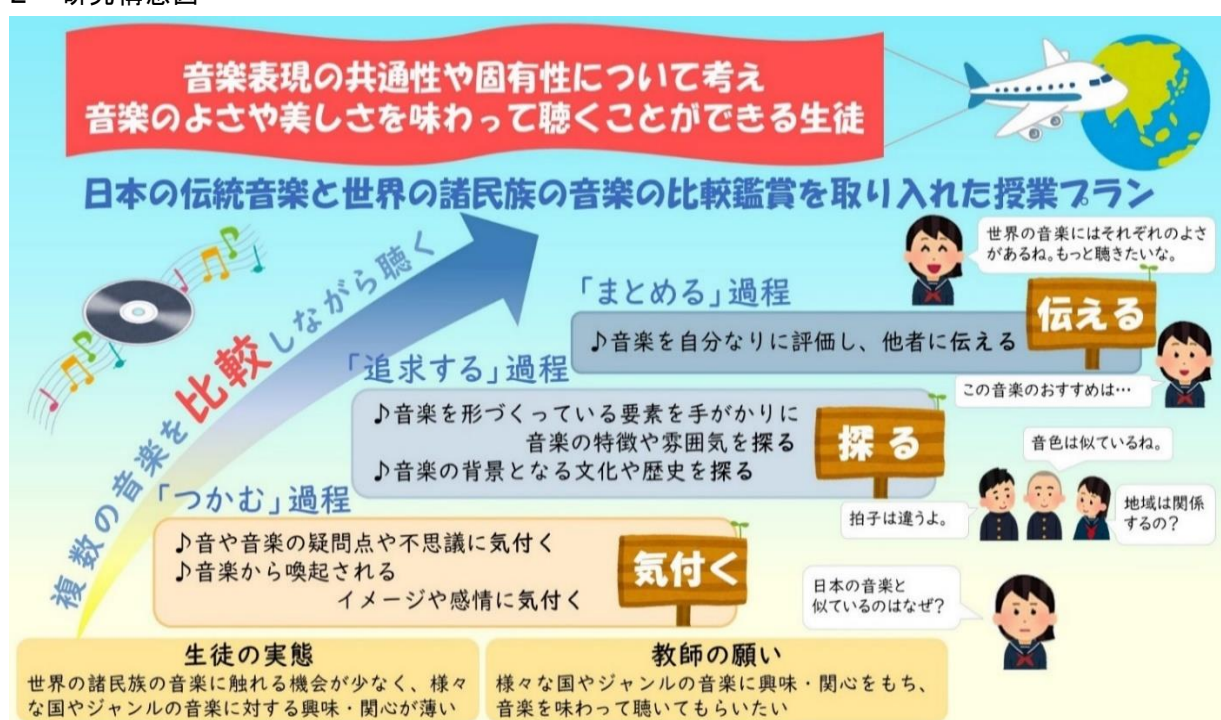 音楽表現の共通性や固有性について考え
音楽のよさや美しさを味わって聴くことができる生徒
日本の伝統音楽と世界の諸民族の音楽の比較鑑賞を取り入れた授業プラン
複数の音楽を比較しながら聴く
世界の音楽にはそれぞれのよさ
があるね。もっと聴きたいな。
「まとめる」過程
伝える
♪音楽を自分なりに評価し、他者に伝える
この音楽のおすすめは…
「追求する」過程
♪音楽を形づくっている要素を手がかりに
音楽の特徴や雰囲気を探る
♪音楽の背景となる文化や歴史を探る
探る
音色は似ているね。
拍子は違うよ。
地域は関係
するの?
「つかむ」過程
♪音や音楽の疑問点や不思議に気付く
♪音楽から喚起される
イメージや感情に気付く
気付く
日本の音楽と
似ているのはなぜ?
生徒の実態
世界の諸民族の音楽に触れる機会が少なく、様々
な国やジャンルの音楽に対する興味・関心が薄い
教師の願い
様々な国やジャンルの音楽に興味・関心をもち、
音楽を味わって聴いてもらいたい